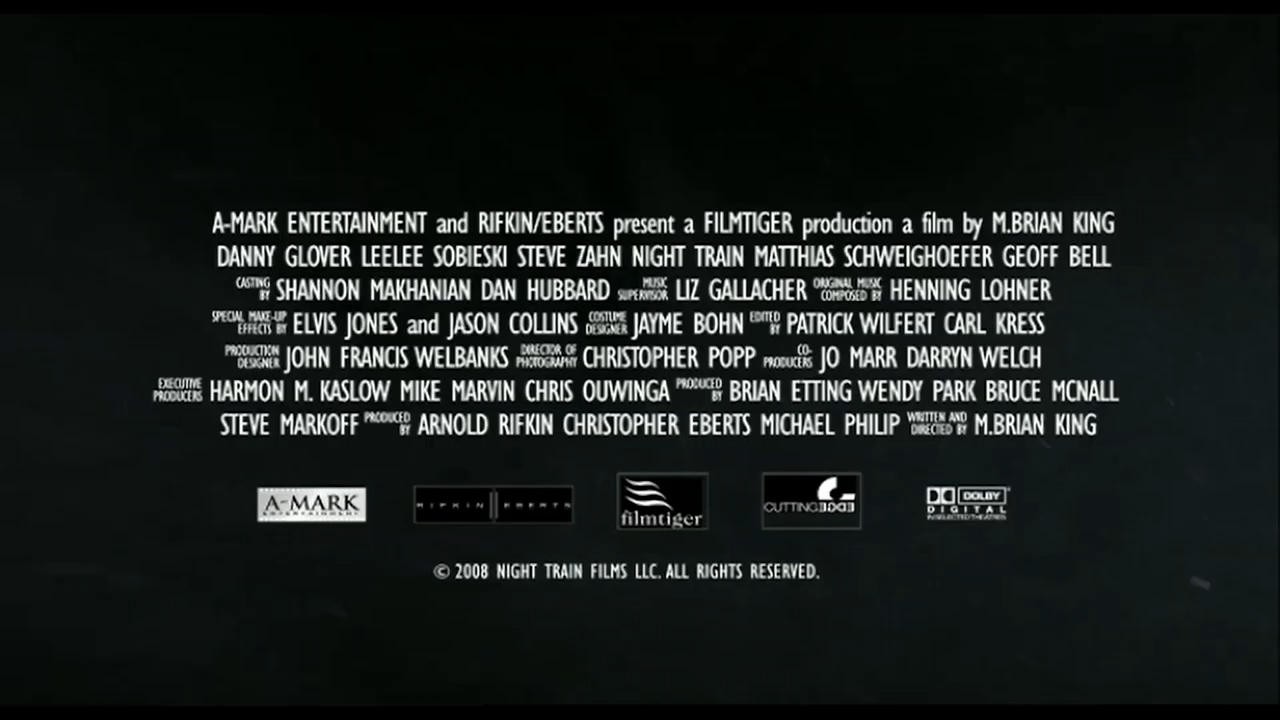 A-MARK ENTERTAINMENT and RIFKIN/EBERTS present a FILMTIGER production a film by M.BRIAN KING
DANNY GLOVER LEELEE SOBIESKI STEVE ZAHN NIGHT TRAIN MATTHIAS SCHWEIGHOEFER GEOFF BELL
CASTING BY SHANNON MAKHANIAN DAN HUBBARD MUSIC SUPERVISOR LIZ GALLACHER ORIGINAL MUSIC COMPOSED BY HENNING LOHNER
SPECIAL MAKE-UP EFFECTS BY ELVIS JONES and JASON COLLINS COSTUME DESIGNER JAYME BOHN EDITED BY PATRICK WILFERT CARL KRESS
PRODUCTION DESIGNER JOHN FRANCIS WELBANKS DIRECTOR OF PHOTOGRAPHY CHRISTOPHER POPP CO-PRODUCERS JO MARR DARRYN WELCH
EXECUTIVE PRODUCERS HARMON M. KASLOW MIKE MARVIN CHRIS OUWINGA PRODUCED BY BRIAN ETTING WENDY PARK BRUCE MCNALL
STEVE MARKOFF PRODUCED BY ARNOLD RIFKIN CHRISTOPHER EBERTS MICHAEL PHILIP WRITTEN AND DIRECTED BY M.BRIAN KING
A-MARK ENTERTAINMENT
RIFKIN EBERTS
filmtiger
CUTTING EDGE
DOLBY DIGITAL IN SELECTED THEATRES
© 2008 NIGHT TRAIN FILMS LLC. ALL RIGHTS RESERVED.